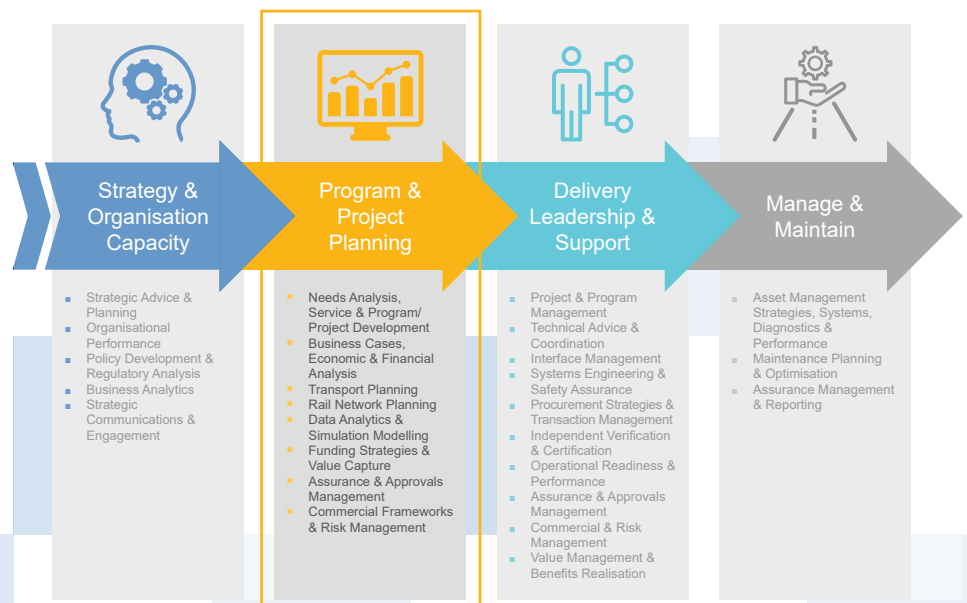 Strategy &
Organisation
Capacity
Program &
Project
Planning
Delivery
Leadership &
Support
Manage &
Maintain
Strategic Advice &
Planning
Organisational
Performance
Policy Development &
Regulatory Analysis
Business Analytics
Strategic
Communications &
Engagement
Needs Analysis,
Service & Program/
Project Development
Business Cases,
Economic & Financial
Analysis
Transport Planning
Rail Network Planning
Data Analytics &
Simulation Modelling
Funding Strategies &
Value Capture
Assurance & Approvals
Management
Commercial Frameworks
& Risk Management
Project & Program
Management
Technical Advice &
Coordination
Interface Management
Systems Engineering &
Safety Assurance
Procurement Strategies &
Transaction Management
Independent Verification
& Certification
Operational Readiness &
Performance
Assurance & Approvals
Management
Commercial & Risk
Management
Value Management &
Benefits Realisation
Asset Management
Strategies, Systems,
Diagnostics &
Performance
Maintenance Planning
& Optimisation
Assurance Management
& Reporting